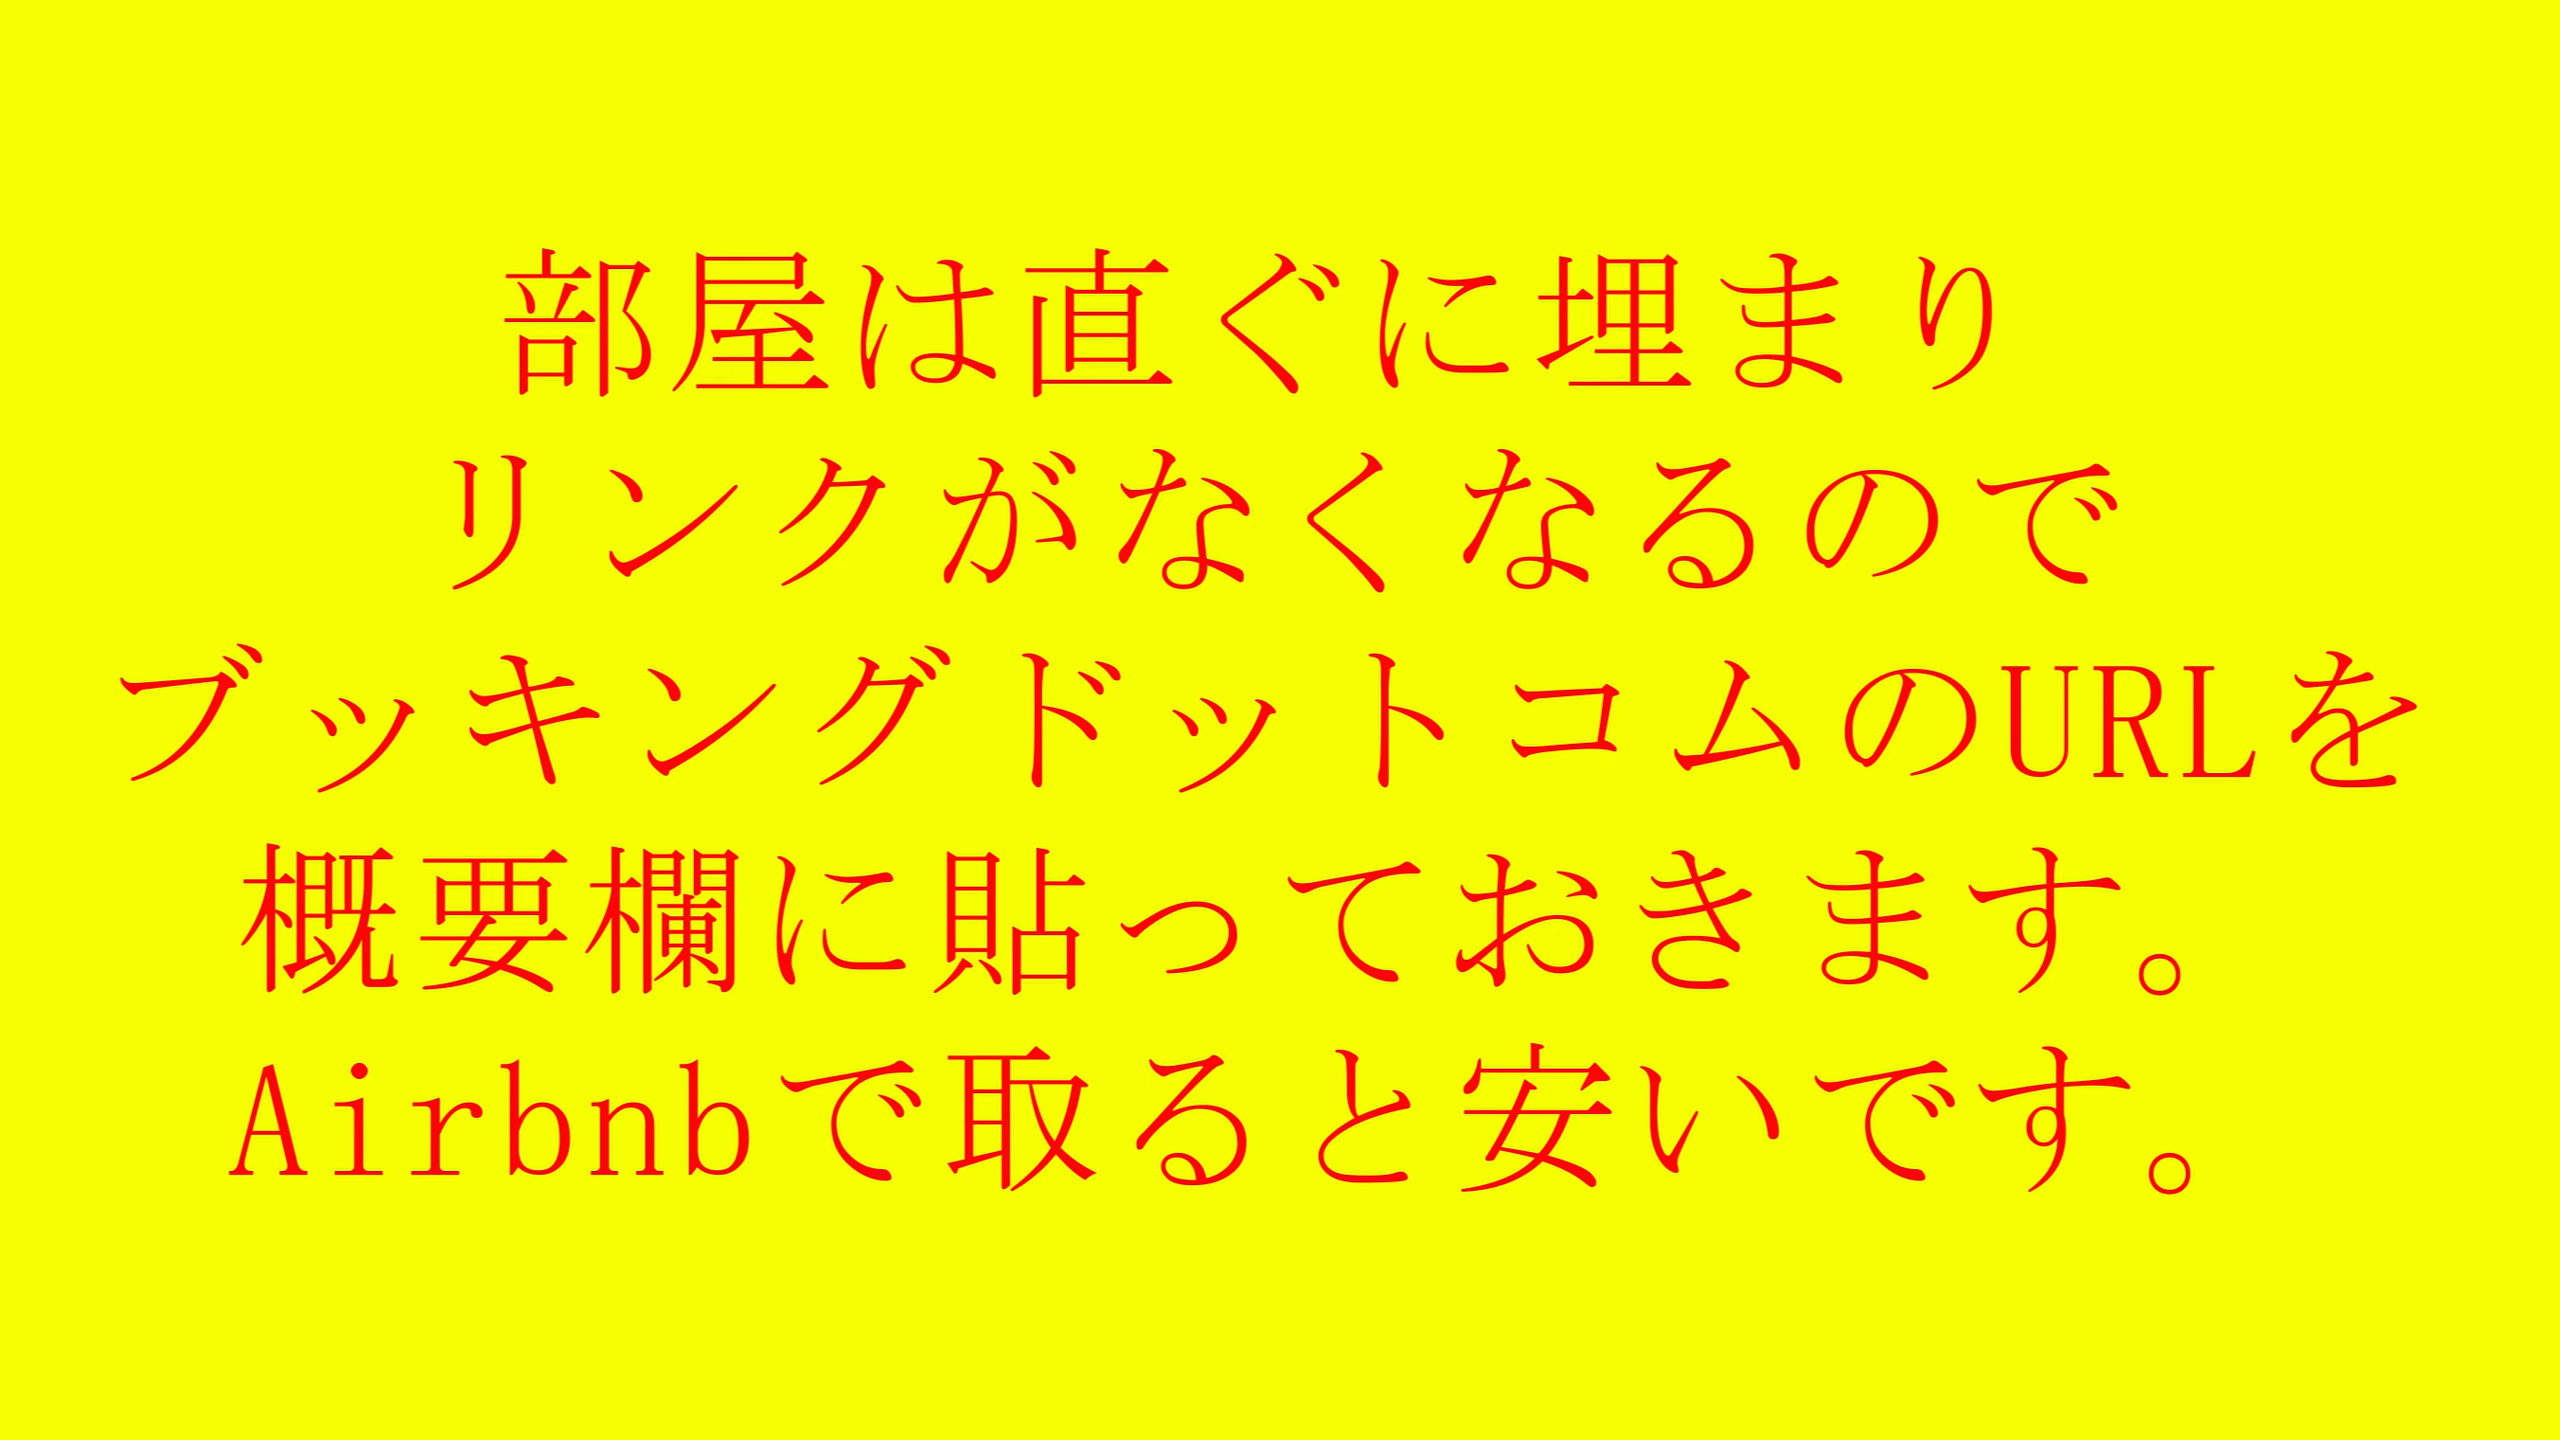 部屋は直ぐに埋まり
リンクがなくなるので
ブッキングドットコムのURLを
概要欄に貼っておきます。
Airbnbで取ると安いです。